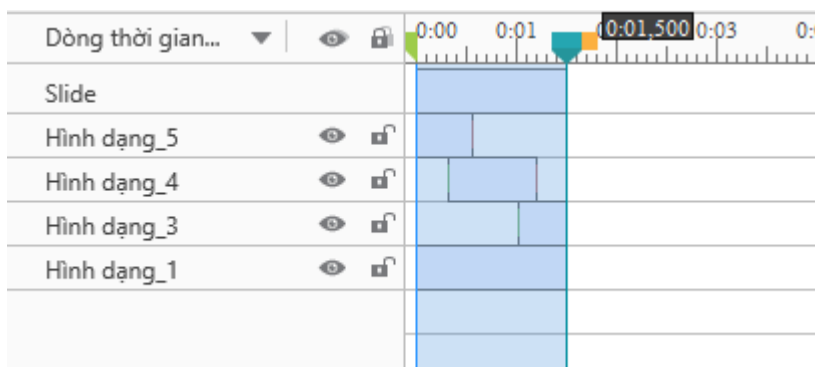 Dòng thời gian... 0:00 0:01 0:01,500 0:03 0:
Slide
Hình dạng_5
Hình dạng_4
Hình dạng_3
Hình dạng_1